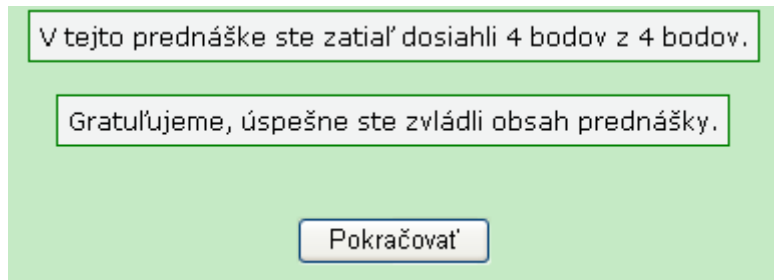 V tejto prednáške ste zatiaľ dosiahli 4 bodov z 4 bodov.
Gratuľujeme, úspešne ste zvládli obsah prednášky.
Pokračovať